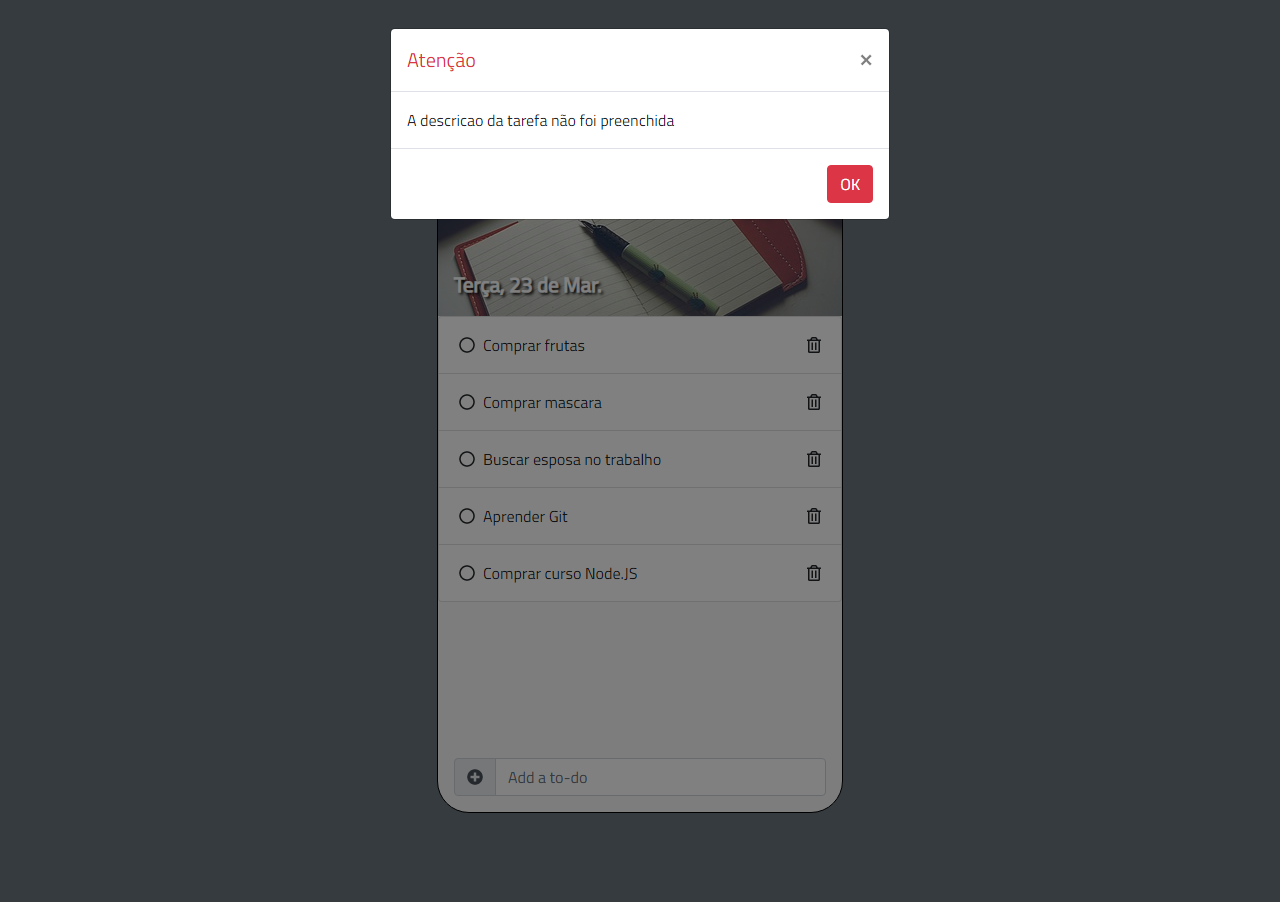 Atenção
×
A descricao da tarefa não foi preenchida
OK
Terça, 23 de Mar.
Comprar frutas
Comprar mascara
Buscar esposa no trabalho
Aprender Git
Comprar curso Node.JS
Add a to-do